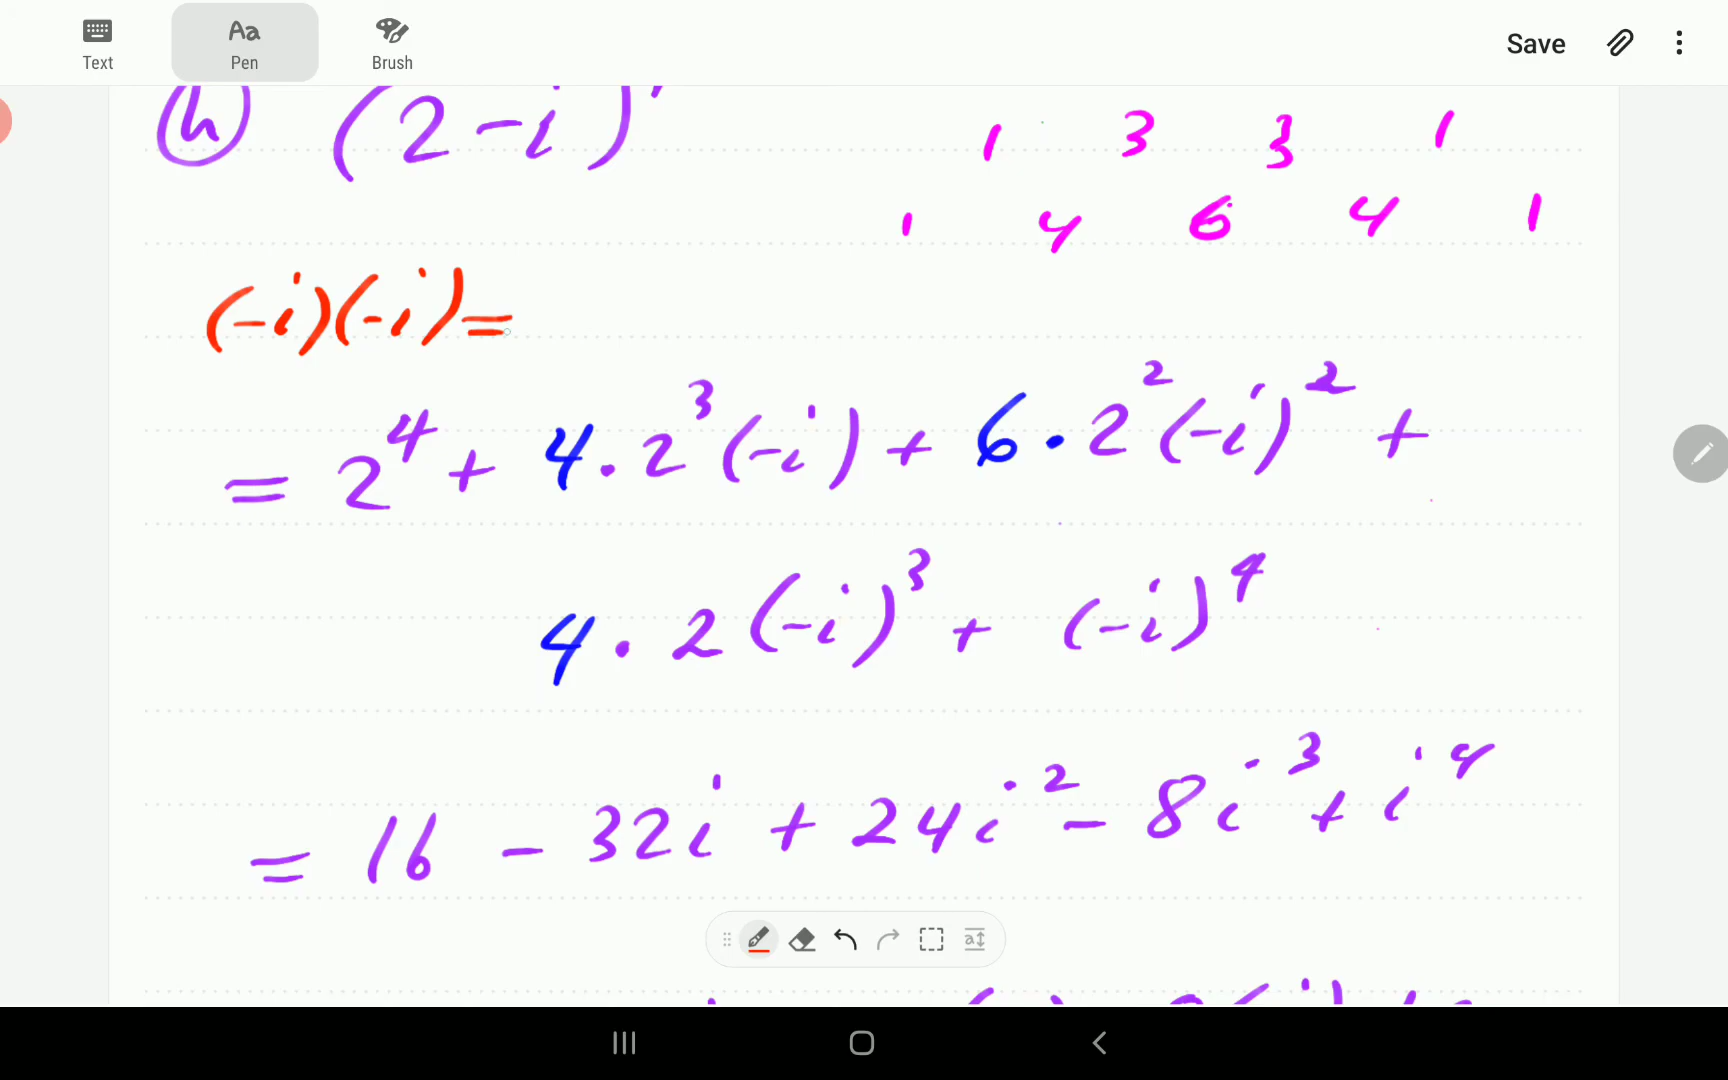 Text Aa Pen Brush Save
(h) (2-i)
1 3 3 1
1 4 6 4 1
(-i)(-i)=
= 2⁴ + 4·2³(-i) + 6·2²(-i)² +
4·2(-i)³ + (-i)⁴
= 16 - 32i + 24i² - 8i³ + i⁴